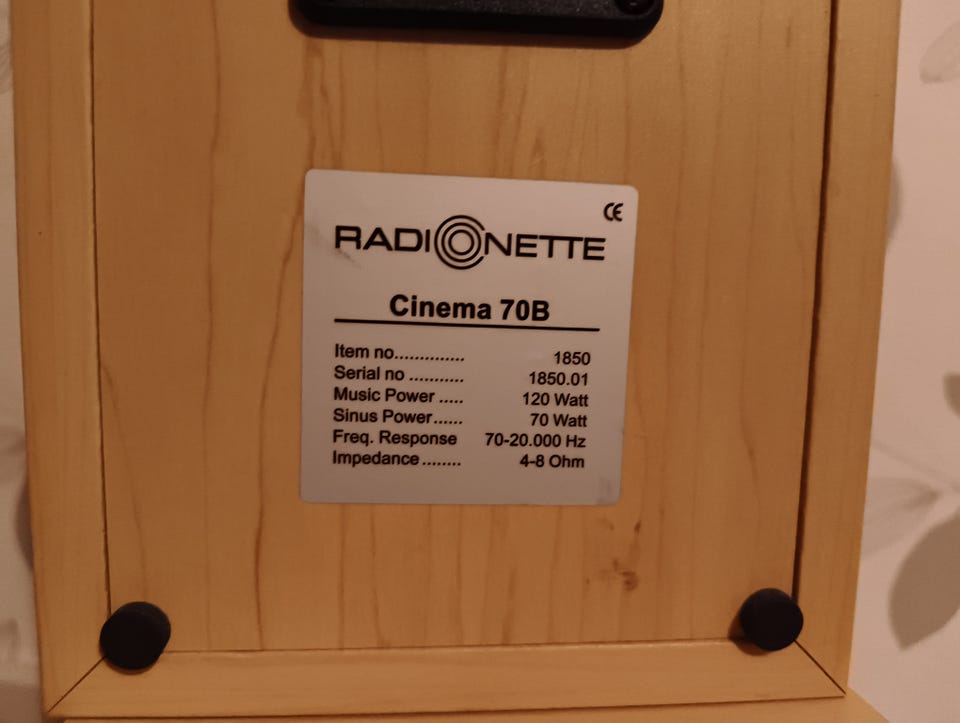 CE
RADIONETTE
Cinema 70B
Item no.............. 1850
Serial no ........... 1850.01
Music Power ..... 120 Watt
Sinus Power...... 70 Watt
Freq. Response 70-20.000 Hz
Impedance........ 4-8 Ohm